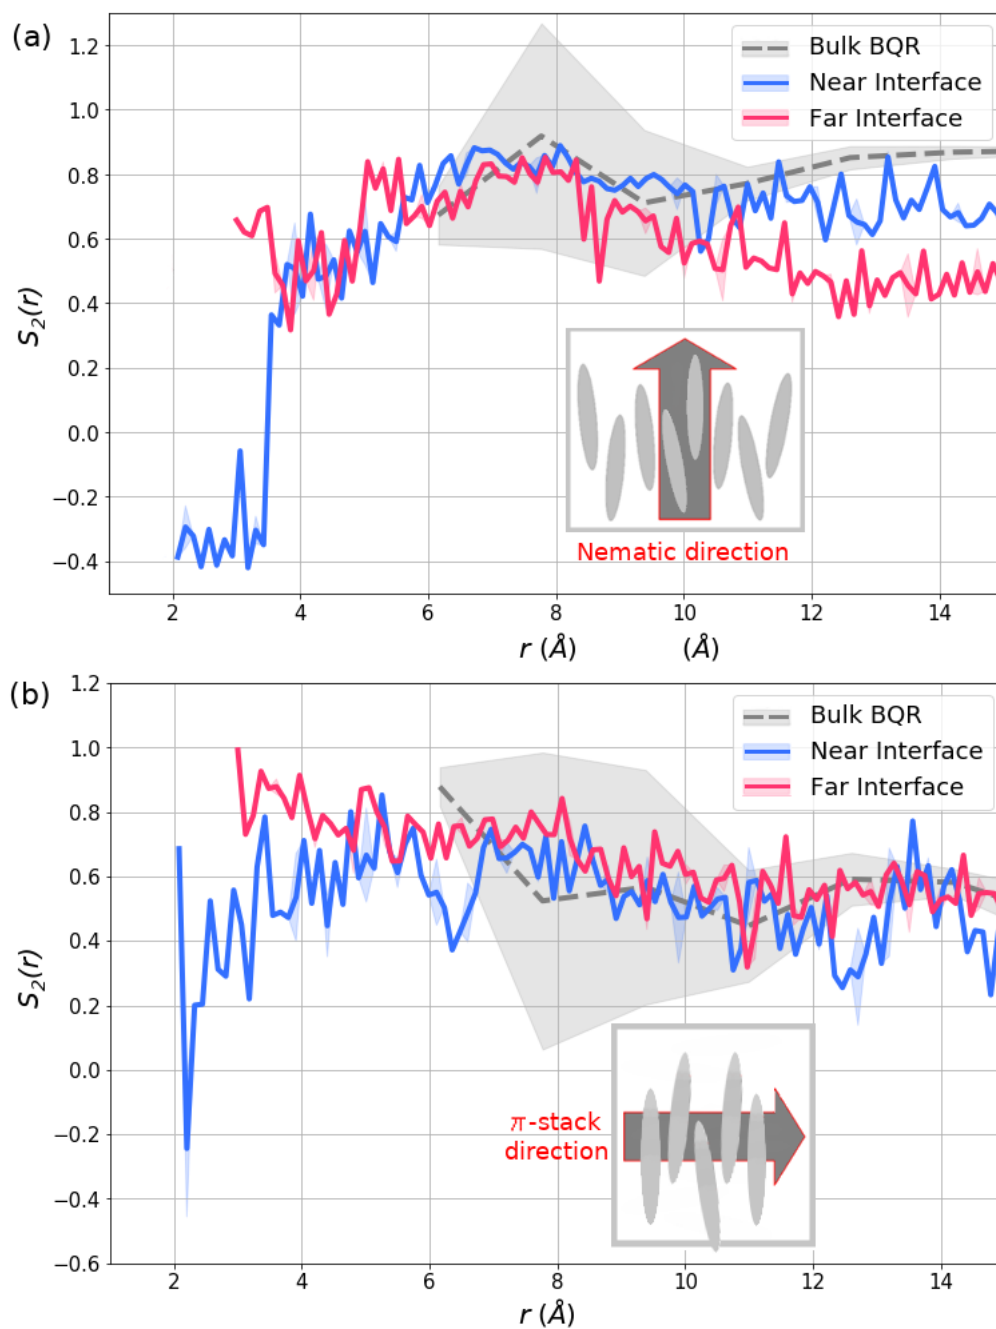 (a)
Bulk BQR
Near Interface
Far Interface
1.2
1.0
0.8
0.6
0.4
0.2
0.0
−0.2
−0.4
S₂(r)
Nematic direction
2 4 6 8 10 12 14
r (Å) (Å)
(b)
Bulk BQR
Near Interface
Far Interface
1.2
1.0
0.8
0.6
0.4
0.2
0.0
−0.2
−0.4
−0.6
S₂(r)
π-stack
direction
2 4 6 8 10 12 14
r (Å)